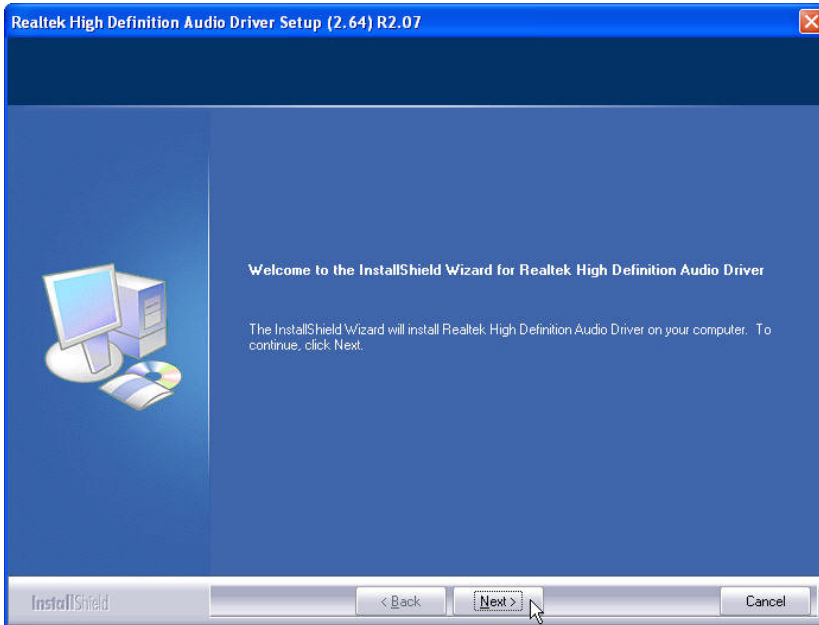 Realtek High Definition Audio Driver Setup (2.64) R2.07
Welcome to the InstallShield Wizard for Realtek High Definition Audio Driver
The InstallShield Wizard will install Realtek High Definition Audio Driver on your computer. To
continue, click Next.
InstallShield
< Back
Next >
Cancel